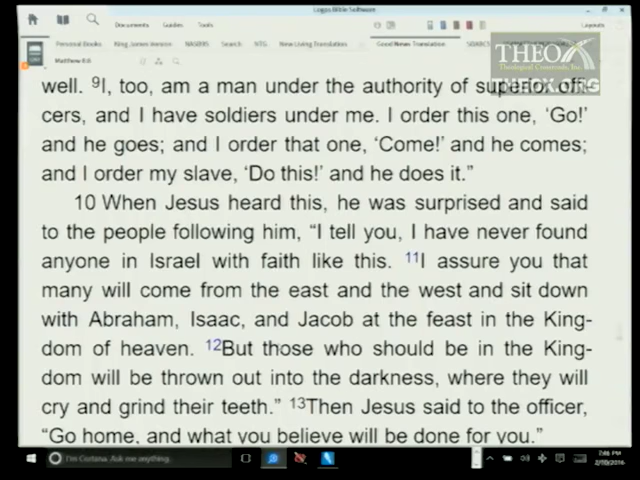 Logos Bible Software
Documents Guides Tools
Layouts
Personal Books King James Version Search NTG New Living Translation Good News Translation
THEO
THEOX.ORG
well. 9I, too, am a man under the authority of superior offi-
cers, and I have soldiers under me. I order this one, ‘Go!’
and he goes; and I order that one, ‘Come!’ and he comes;
and I order my slave, ‘Do this!’ and he does it.”
10 When Jesus heard this, he was surprised and said
to the people following him, “I tell you, I have never found
anyone in Israel with faith like this. 11I assure you that
many will come from the east and the west and sit down
with Abraham, Isaac, and Jacob at the feast in the King-
dom of heaven. 12But those who should be in the King-
dom will be thrown out into the darkness, where they will
cry and grind their teeth.” 13Then Jesus said to the officer,
“Go home, and what you believe will be done for you.”
I'm Cortana. Ask me anything.